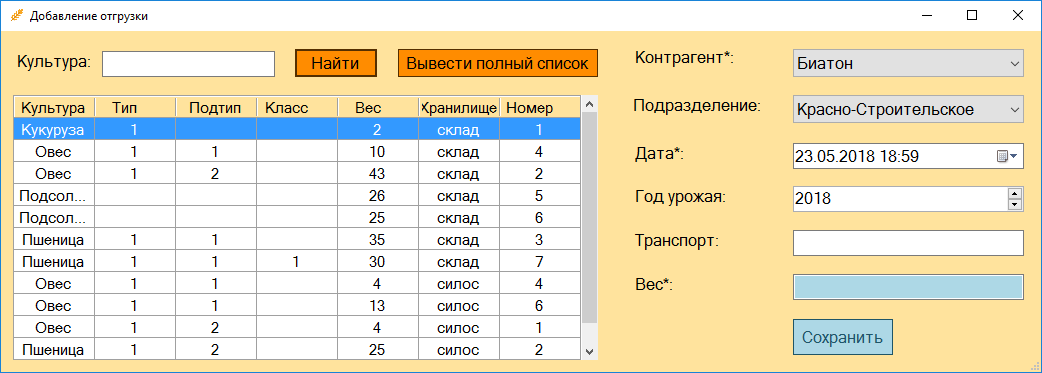 Добавление отгрузки
Культура:
Найти
Вывести полный список
Культура Тип Подтип Класс Вес Хранилище Номер
Кукуруза 1 2 склад 1
Овес 1 1 10 склад 4
Овес 1 2 43 склад 2
Подсол... 26 склад 5
Подсол... 25 склад 6
Пшеница 1 1 35 склад 3
Пшеница 1 1 1 30 склад 7
Овес 1 1 4 силос 4
Овес 1 1 13 силос 6
Овес 1 2 4 силос 1
Пшеница 1 2 25 силос 2
Контрагент*: Биатон
Подразделение: Красно-Строительское
Дата*: 23.05.2018 18:59
Год урожая: 2018
Транспорт:
Вес*:
Сохранить